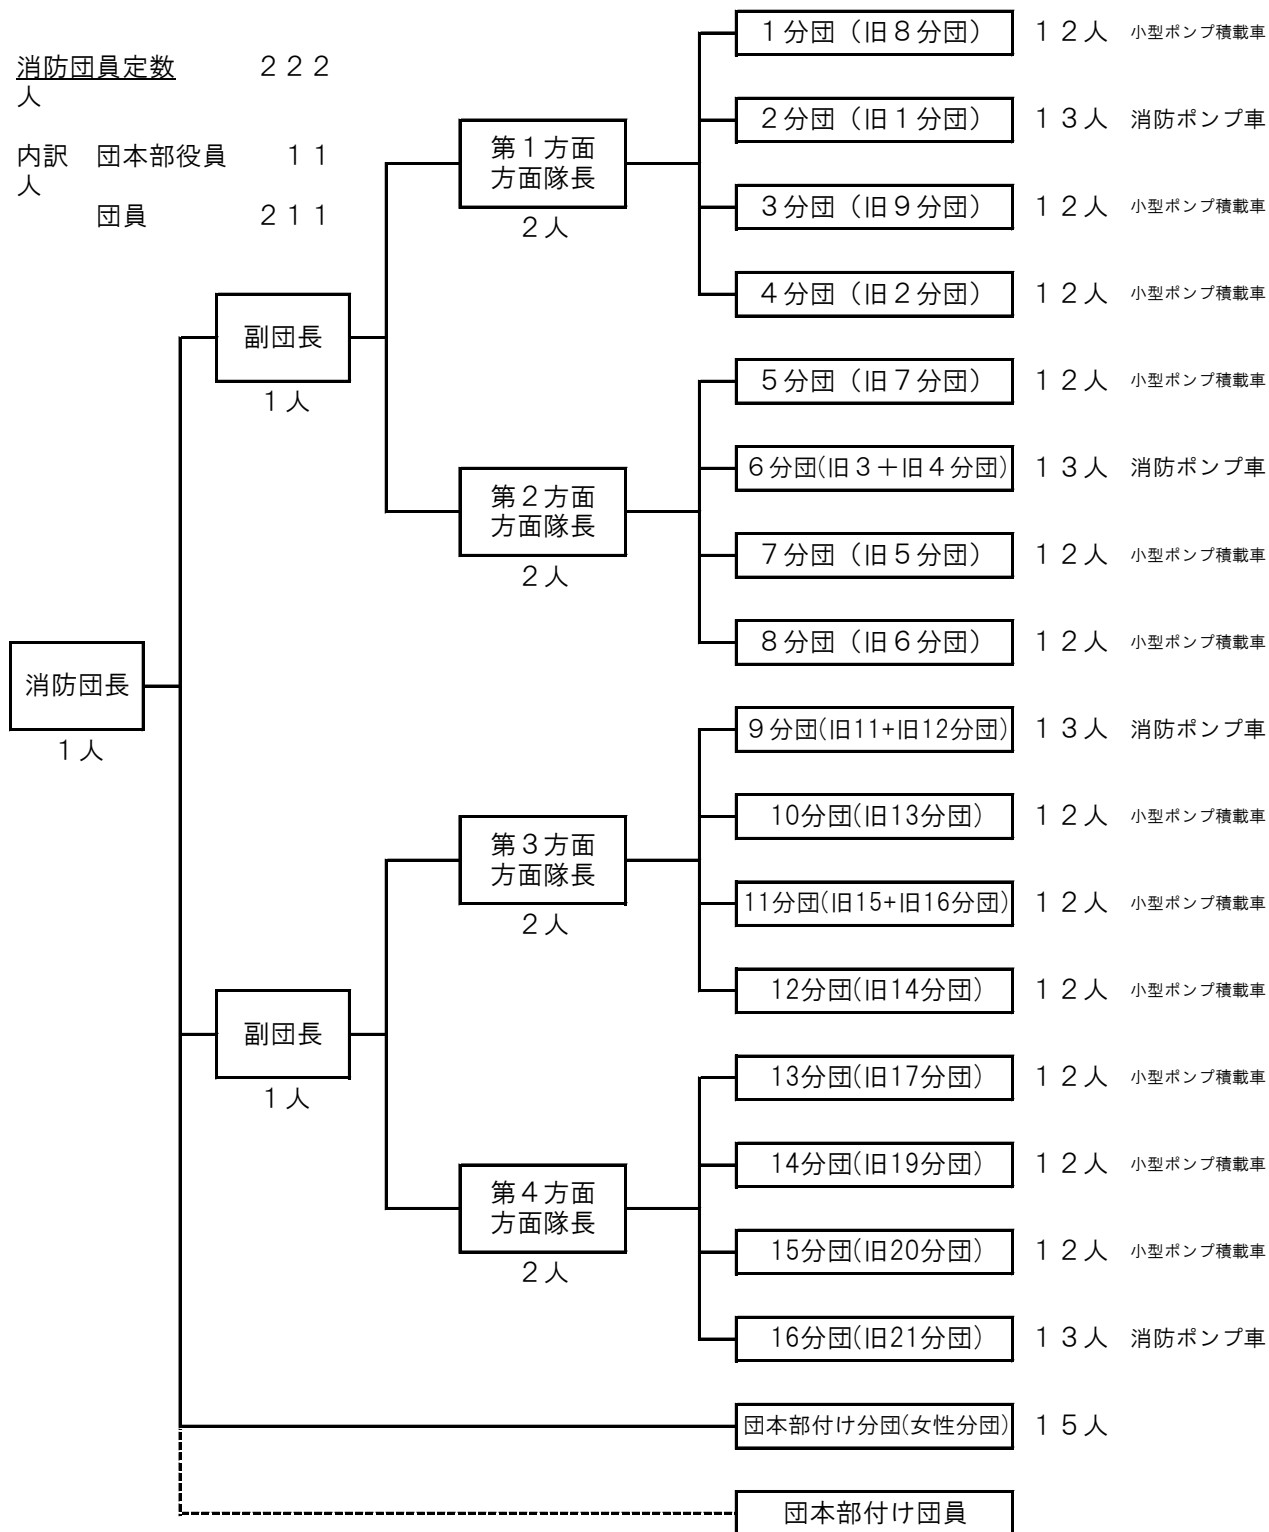 消防団員定数　２２２
人
内訳　団本部役員　１１
人
団員　２１１
消防団長
１人
副団長
１人
副団長
１人
第１方面
方面隊長
２人
第２方面
方面隊長
２人
第３方面
方面隊長
２人
第４方面
方面隊長
２人
１分団（旧８分団）　１２人　小型ポンプ積載車
２分団（旧１分団）　１３人　消防ポンプ車
３分団（旧９分団）　１２人　小型ポンプ積載車
４分団（旧２分団）　１２人　小型ポンプ積載車
５分団（旧７分団）　１２人　小型ポンプ積載車
６分団(旧３＋旧４分団)　１３人　消防ポンプ車
７分団（旧５分団）　１２人　小型ポンプ積載車
８分団（旧６分団）　１２人　小型ポンプ積載車
９分団(旧11+旧12分団)　１３人　消防ポンプ車
10分団(旧13分団)　１２人　小型ポンプ積載車
11分団(旧15+旧16分団)　１２人　小型ポンプ積載車
12分団(旧14分団)　１２人　小型ポンプ積載車
13分団(旧17分団)　１２人　小型ポンプ積載車
14分団(旧19分団)　１２人　小型ポンプ積載車
15分団(旧20分団)　１２人　小型ポンプ積載車
16分団(旧21分団)　１３人　消防ポンプ車
団本部付け分団(女性分団)　１５人
団本部付け団員